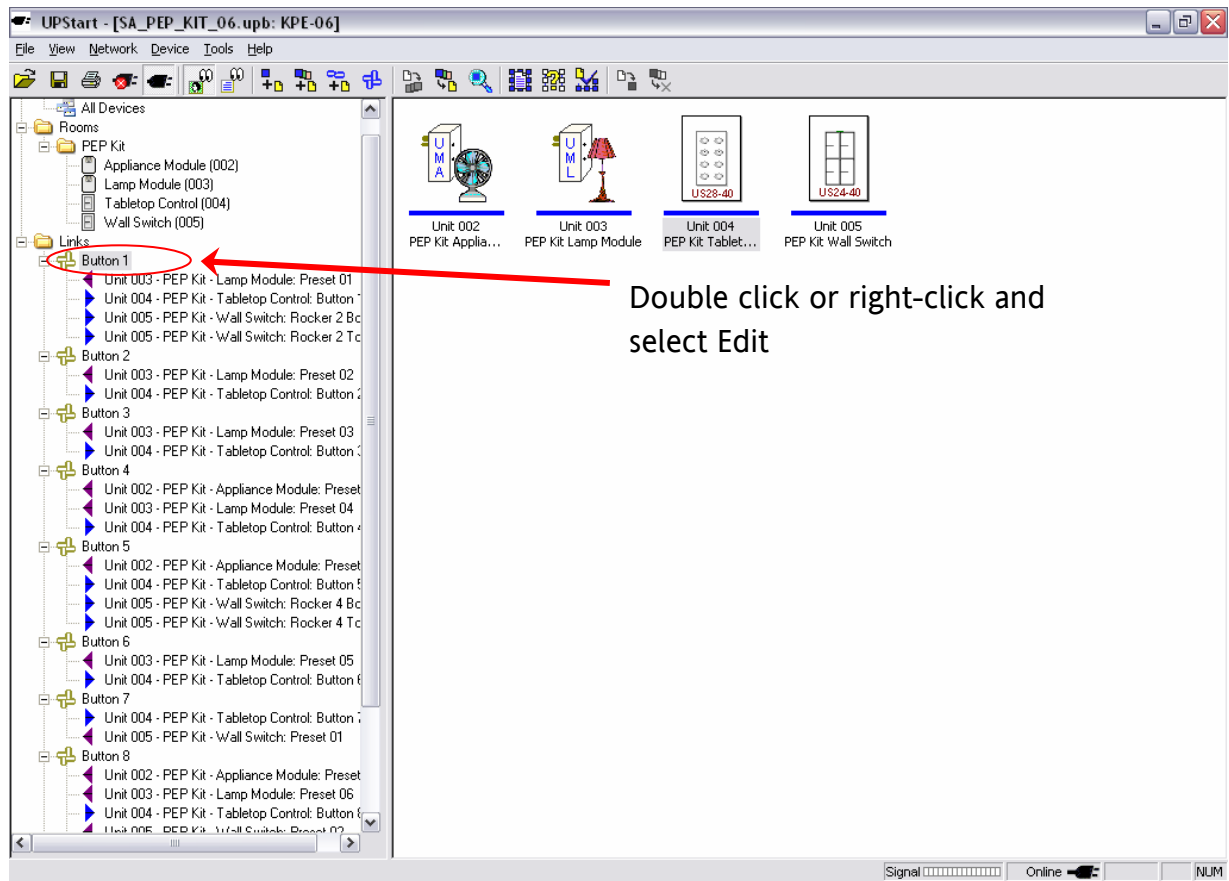 UPStart - [SA_PEP_KIT_06.upb: KPE-06]
File View Network Device Tools Help
All Devices
Rooms
PEP Kit
Appliance Module (002)
Lamp Module (003)
Tabletop Control (004)
Wall Switch (005)
Links
Button 1
Unit 003 - PEP Kit - Lamp Module: Preset 01
Unit 004 - PEP Kit - Tabletop Control: Button
Unit 005 - PEP Kit - Wall Switch: Rocker 2 Bo
Unit 005 - PEP Kit - Wall Switch: Rocker 2 To
Button 2
Unit 003 - PEP Kit - Lamp Module: Preset 02
Unit 004 - PEP Kit - Tabletop Control: Button 2
Button 3
Unit 003 - PEP Kit - Lamp Module: Preset 03
Unit 004 - PEP Kit - Tabletop Control: Button
Button 4
Unit 002 - PEP Kit - Appliance Module: Preset
Unit 003 - PEP Kit - Lamp Module: Preset 04
Unit 004 - PEP Kit - Tabletop Control: Button
Button 5
Unit 002 - PEP Kit - Appliance Module: Preset
Unit 004 - PEP Kit - Tabletop Control: Button 5
Unit 005 - PEP Kit - Wall Switch: Rocker 4 Bo
Unit 005 - PEP Kit - Wall Switch: Rocker 4 To
Button 6
Unit 003 - PEP Kit - Lamp Module: Preset 05
Unit 004 - PEP Kit - Tabletop Control: Button
Button 7
Unit 004 - PEP Kit - Tabletop Control: Button
Unit 005 - PEP Kit - Wall Switch: Preset 01
Button 8
Unit 002 - PEP Kit - Appliance Module: Preset
Unit 003 - PEP Kit - Lamp Module: Preset 06
Unit 004 - PEP Kit - Tabletop Control: Button
Unit 005 - PEP Kit - Wall Switch: Preset 02
UMA
UML
US28-40
US24-40
Unit 002
PEP Kit Applia...
Unit 003
PEP Kit Lamp Module
Unit 004
PEP Kit Tablet...
Unit 005
PEP Kit Wall Switch
Double click or right-click and
select Edit
Signal
Online
NUM